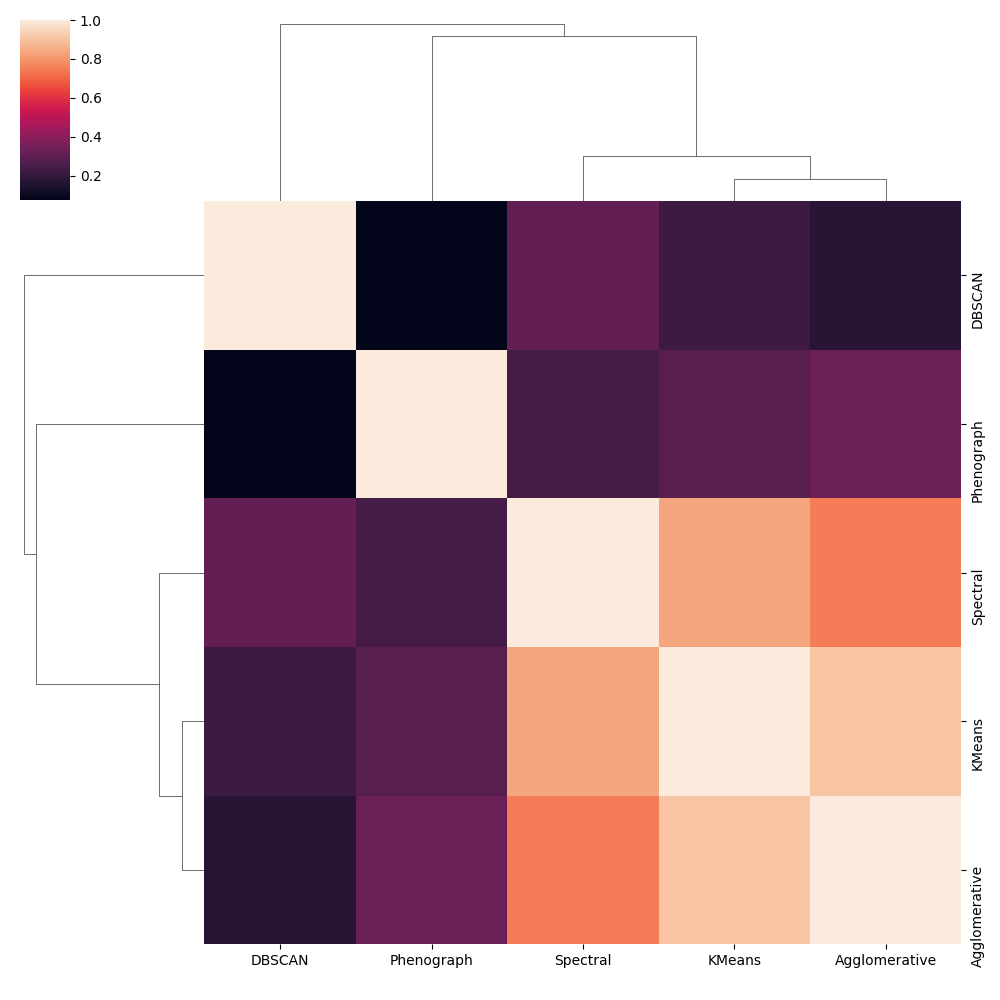 1.0
0.8
0.6
0.4
0.2
DBSCAN
Phenograph
Spectral
KMeans
Agglomerative
DBSCAN
Phenograph
Spectral
KMeans
Agglomerative